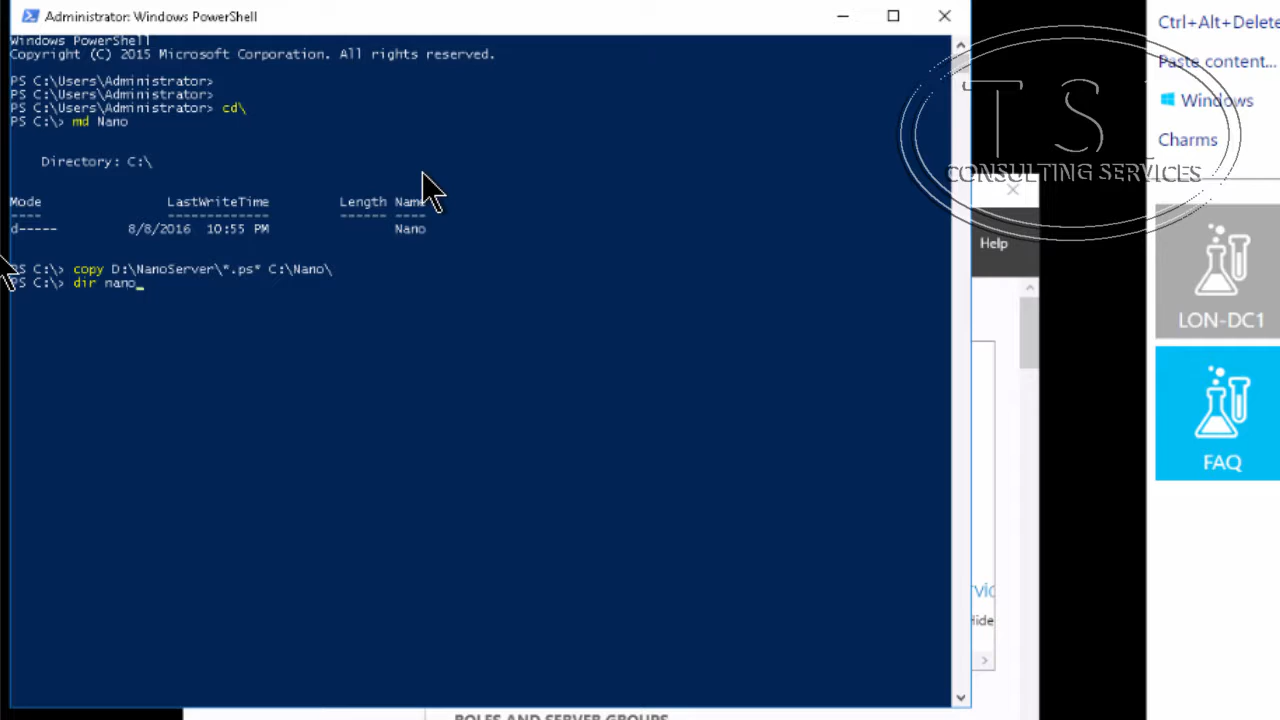 Administrator: Windows PowerShell
Windows PowerShell
Copyright (C) 2015 Microsoft Corporation. All rights reserved.
PS C:\Users\Administrator>
PS C:\Users\Administrator>
PS C:\Users\Administrator> cd\
PS C:\> md Nano
Directory: C:\
Mode LastWriteTime Length Name
---- ------------- ------ ----
d----- 8/8/2016 10:55 PM Nano
PS C:\> copy D:\NanoServer\*.ps* C:\Nano\
PS C:\> dir nano_
Ctrl+Alt+Delete
Paste content...
Windows
Charms
T S
CONSULTING SERVICES
Help
LON-DC1
FAQ
ROLES AND SERVER GROUPS